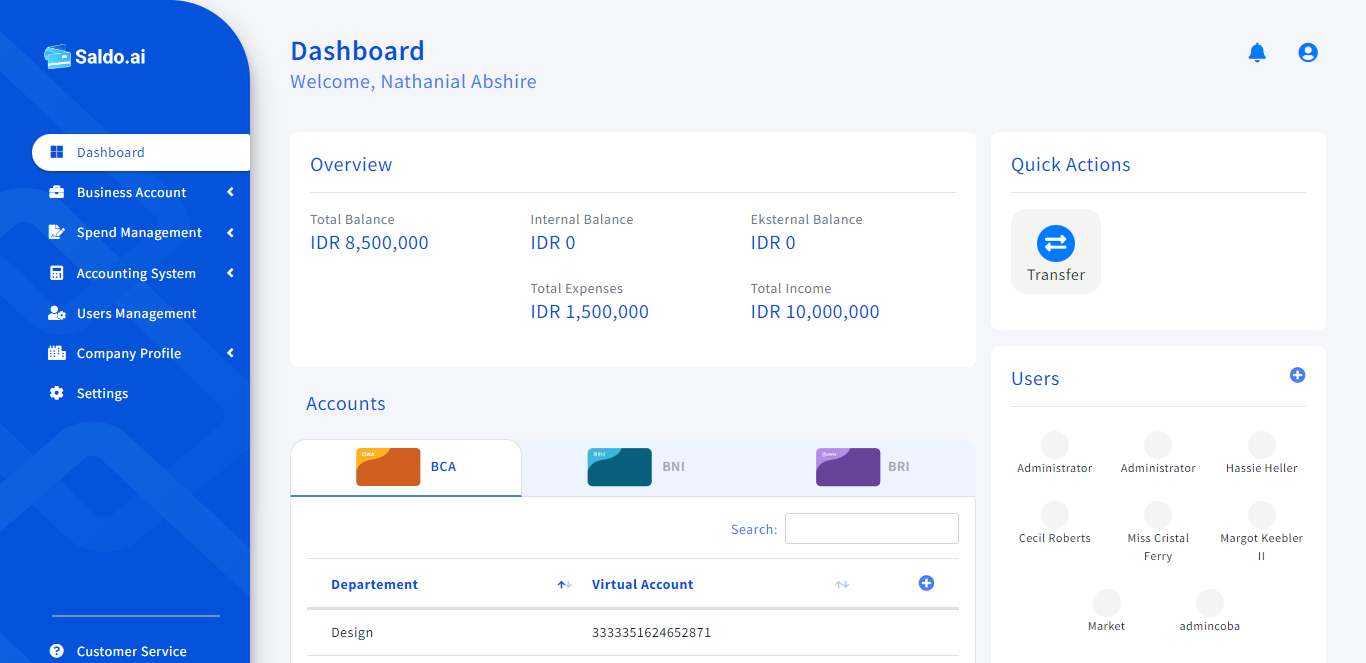 Saldo.ai
Dashboard
Business Account
Spend Management
Accounting System
Users Management
Company Profile
Settings
Customer Service
Dashboard
Welcome, Nathanial Abshire
Overview
Total Balance
IDR 8,500,000
Internal Balance
IDR 0
Eksternal Balance
IDR 0
Total Expenses
IDR 1,500,000
Total Income
IDR 10,000,000
Quick Actions
Transfer
Accounts
BCA
BNI
BRI
Search:
Departement
Virtual Account
Design
3333351624652871
Users
Administrator
Administrator
Hassie Heller
Cecil Roberts
Miss Cristal
Ferry
Margot Keebler
II
Market
admincoba